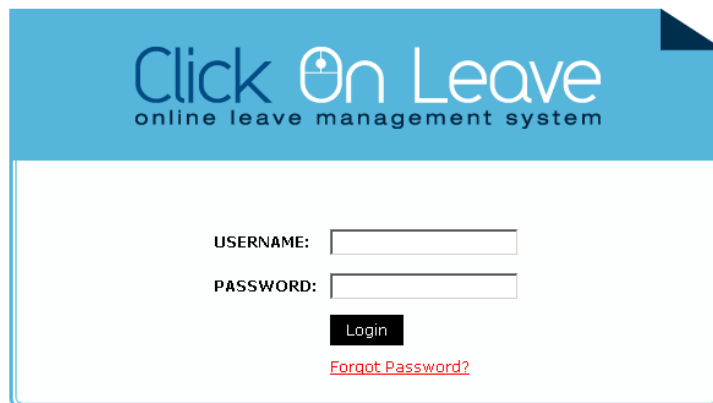 Click On Leave
online leave management system
USERNAME:
PASSWORD:
Login
Forgot Password?